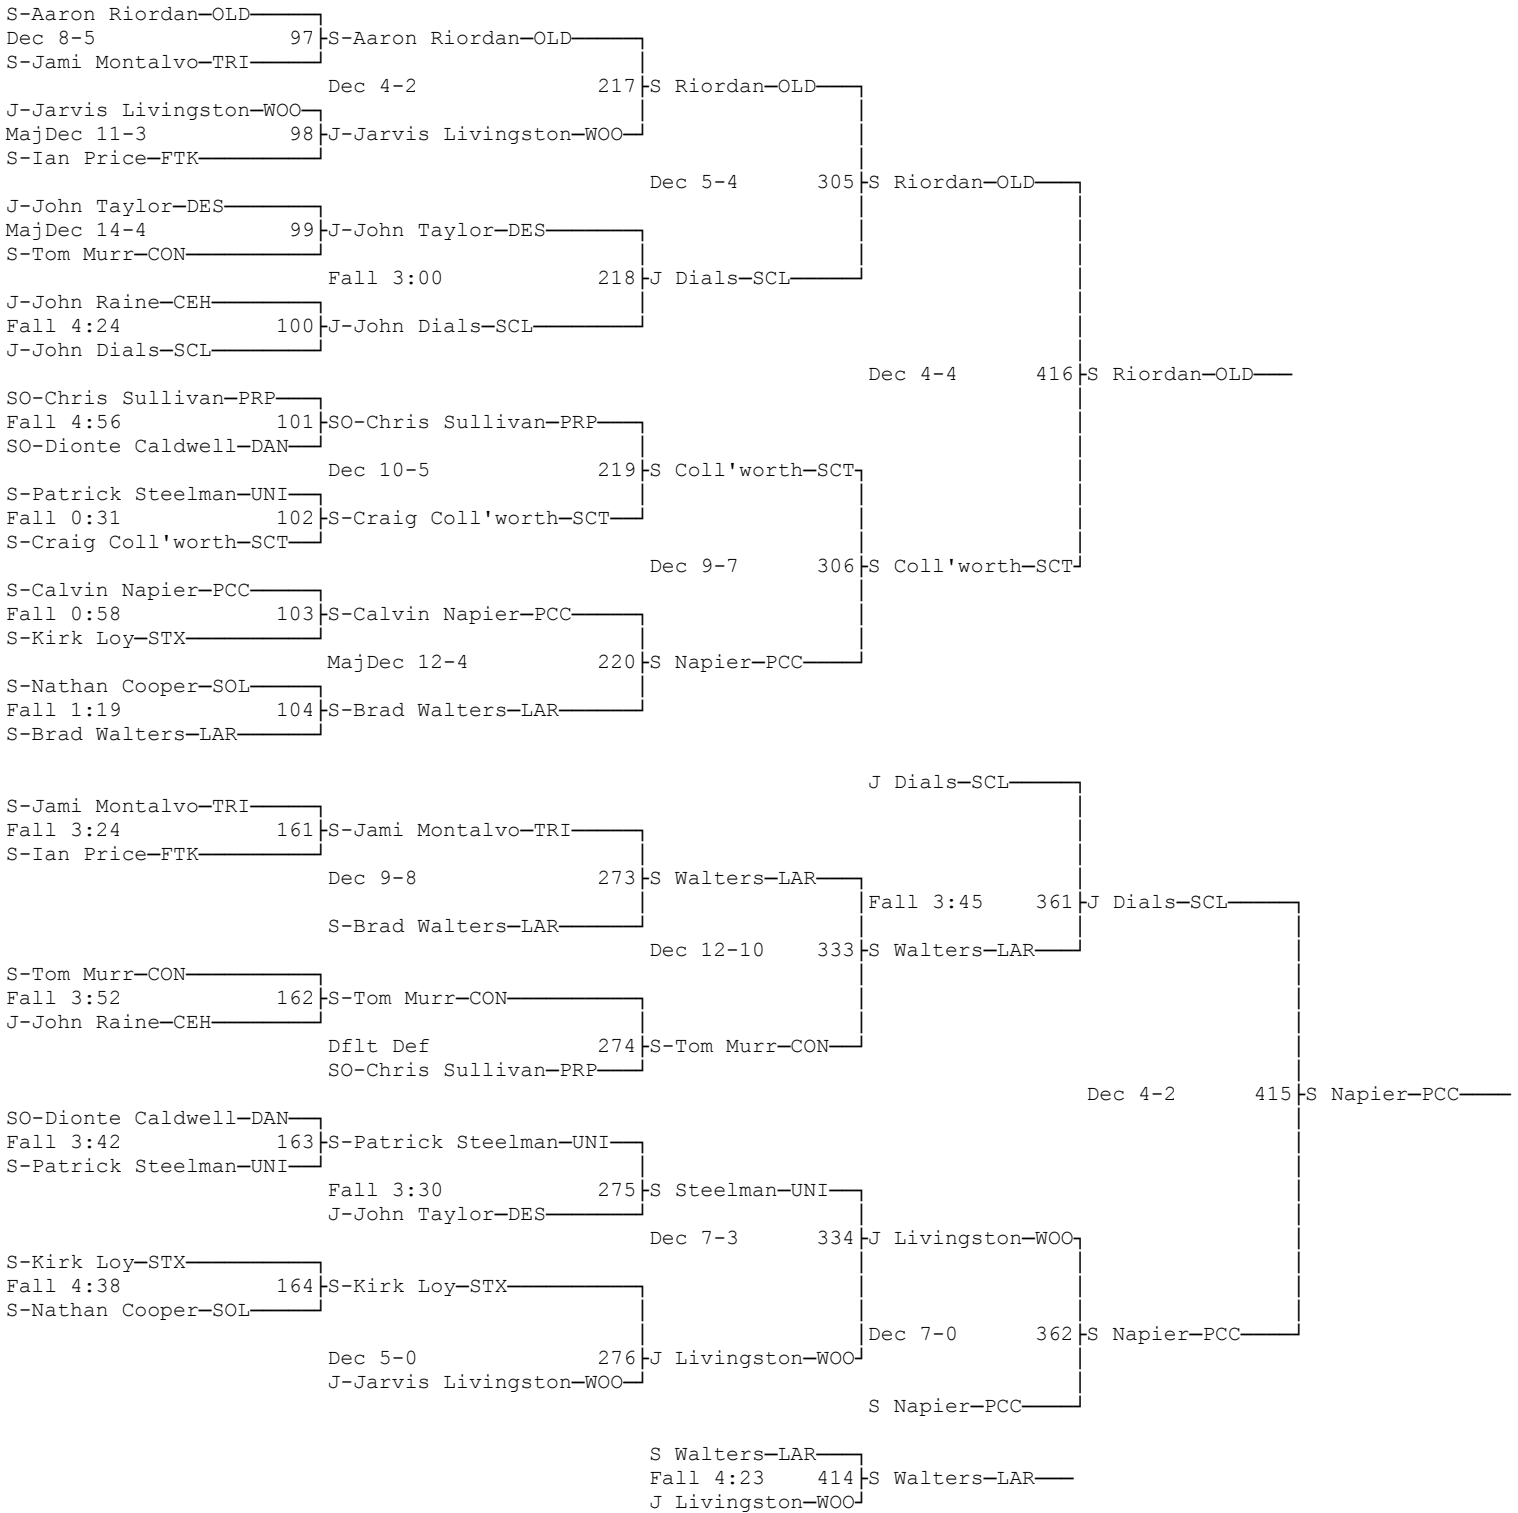 S-Aaron Riordan-OLD
Dec 8-5 97 S-Aaron Riordan-OLD
S-Jami Montalvo-TRI
Dec 4-2 217 S Riordan-OLD
J-Jarvis Livingston-WOO
MajDec 11-3 98 J-Jarvis Livingston-WOO
S-Ian Price-FTK
Dec 5-4 305 S Riordan-OLD
J-John Taylor-DES
MajDec 14-4 99 J-John Taylor-DES
S-Tom Murr-CON
Fall 3:00 218 J Dials-SCL
J-John Raine-CEH
Fall 4:24 100 J-John Dials-SCL
J-John Dials-SCL
Dec 4-4 416 S Riordan-OLD
SO-Chris Sullivan-PRP
Fall 4:56 101 SO-Chris Sullivan-PRP
SO-Dionte Caldwell-DAN
Dec 10-5 219 S Coll'worth-SCT
S-Patrick Steelman-UNI
Fall 0:31 102 S-Craig Coll'worth-SCT
S-Craig Coll'worth-SCT
Dec 9-7 306 S Coll'worth-SCT
S-Calvin Napier-PCC
Fall 0:58 103 S-Calvin Napier-PCC
S-Kirk Loy-STX
MajDec 12-4 220 S Napier-PCC
S-Nathan Cooper-SOL
Fall 1:19 104 S-Brad Walters-LAR
S-Brad Walters-LAR
J Dials-SCL
S-Jami Montalvo-TRI
Fall 3:24 161 S-Jami Montalvo-TRI
S-Ian Price-FTK
Dec 9-8 273 S Walters-LAR
Fall 3:45 361 J Dials-SCL
S-Brad Walters-LAR
Dec 12-10 333 S Walters-LAR
S-Tom Murr-CON
Fall 3:52 162 S-Tom Murr-CON
J-John Raine-CEH
Dflt Def 274 S-Tom Murr-CON
SO-Chris Sullivan-PRP
Dec 4-2 415 S Napier-PCC
SO-Dionte Caldwell-DAN
Fall 3:42 163 S-Patrick Steelman-UNI
S-Patrick Steelman-UNI
Fall 3:30 275 S Steelman-UNI
J-John Taylor-DES
Dec 7-3 334 J Livingston-WOO
S-Kirk Loy-STX
Fall 4:38 164 S-Kirk Loy-STX
S-Nathan Cooper-SOL
Dec 7-0 362 S Napier-PCC
Dec 5-0 276 J Livingston-WOO
J-Jarvis Livingston-WOO
S Napier-PCC
S Walters-LAR
Fall 4:23 414 S Walters-LAR
J Livingston-WOO